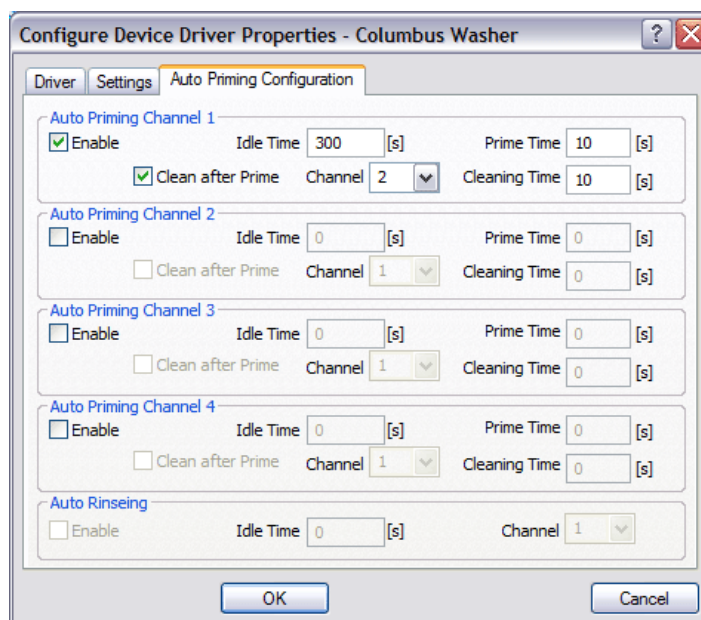 Configure Device Driver Properties - Columbus Washer
Driver Settings Auto Priming Configuration
Auto Priming Channel 1
Enable Idle Time 300 [s] Prime Time 10 [s]
Clean after Prime Channel 2 Cleaning Time 10 [s]
Auto Priming Channel 2
Enable Idle Time 0 [s] Prime Time 0 [s]
Clean after Prime Channel 1 Cleaning Time 0 [s]
Auto Priming Channel 3
Enable Idle Time 0 [s] Prime Time 0 [s]
Clean after Prime Channel 1 Cleaning Time 0 [s]
Auto Priming Channel 4
Enable Idle Time 0 [s] Prime Time 0 [s]
Clean after Prime Channel 1 Cleaning Time 0 [s]
Auto Rinseing
Enable Idle Time 0 [s] Channel 1
OK Cancel